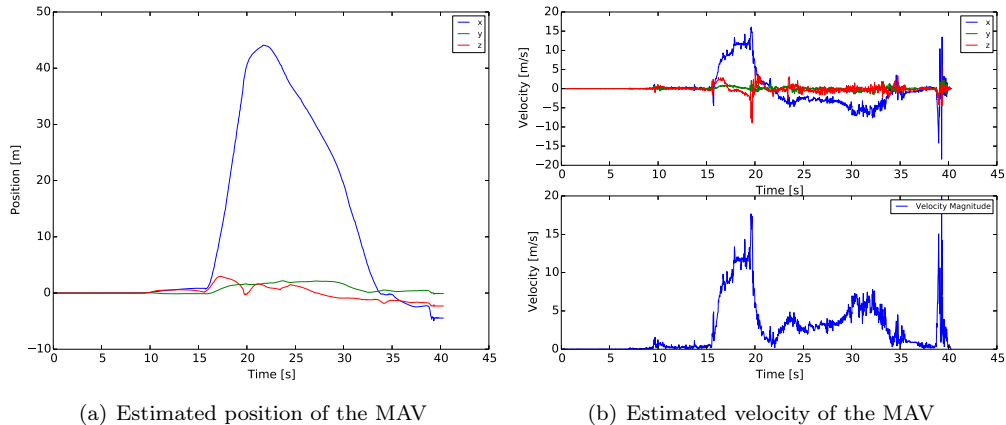 50
40
30
20
10
0
−10
Position [m]
0 5 10 15 20 25 30 35 40 45
Time [s]
x
y
z
(a) Estimated position of the MAV
20
15
10
5
0
−5
−10
−15
−20
Velocity [m/s]
0 5 10 15 20 25 30 35 40 45
Time [s]
x
y
z
20
15
10
5
0
Velocity [m/s]
0 5 10 15 20 25 30 35 40 45
Time [s]
Velocity Magnitude
(b) Estimated velocity of the MAV